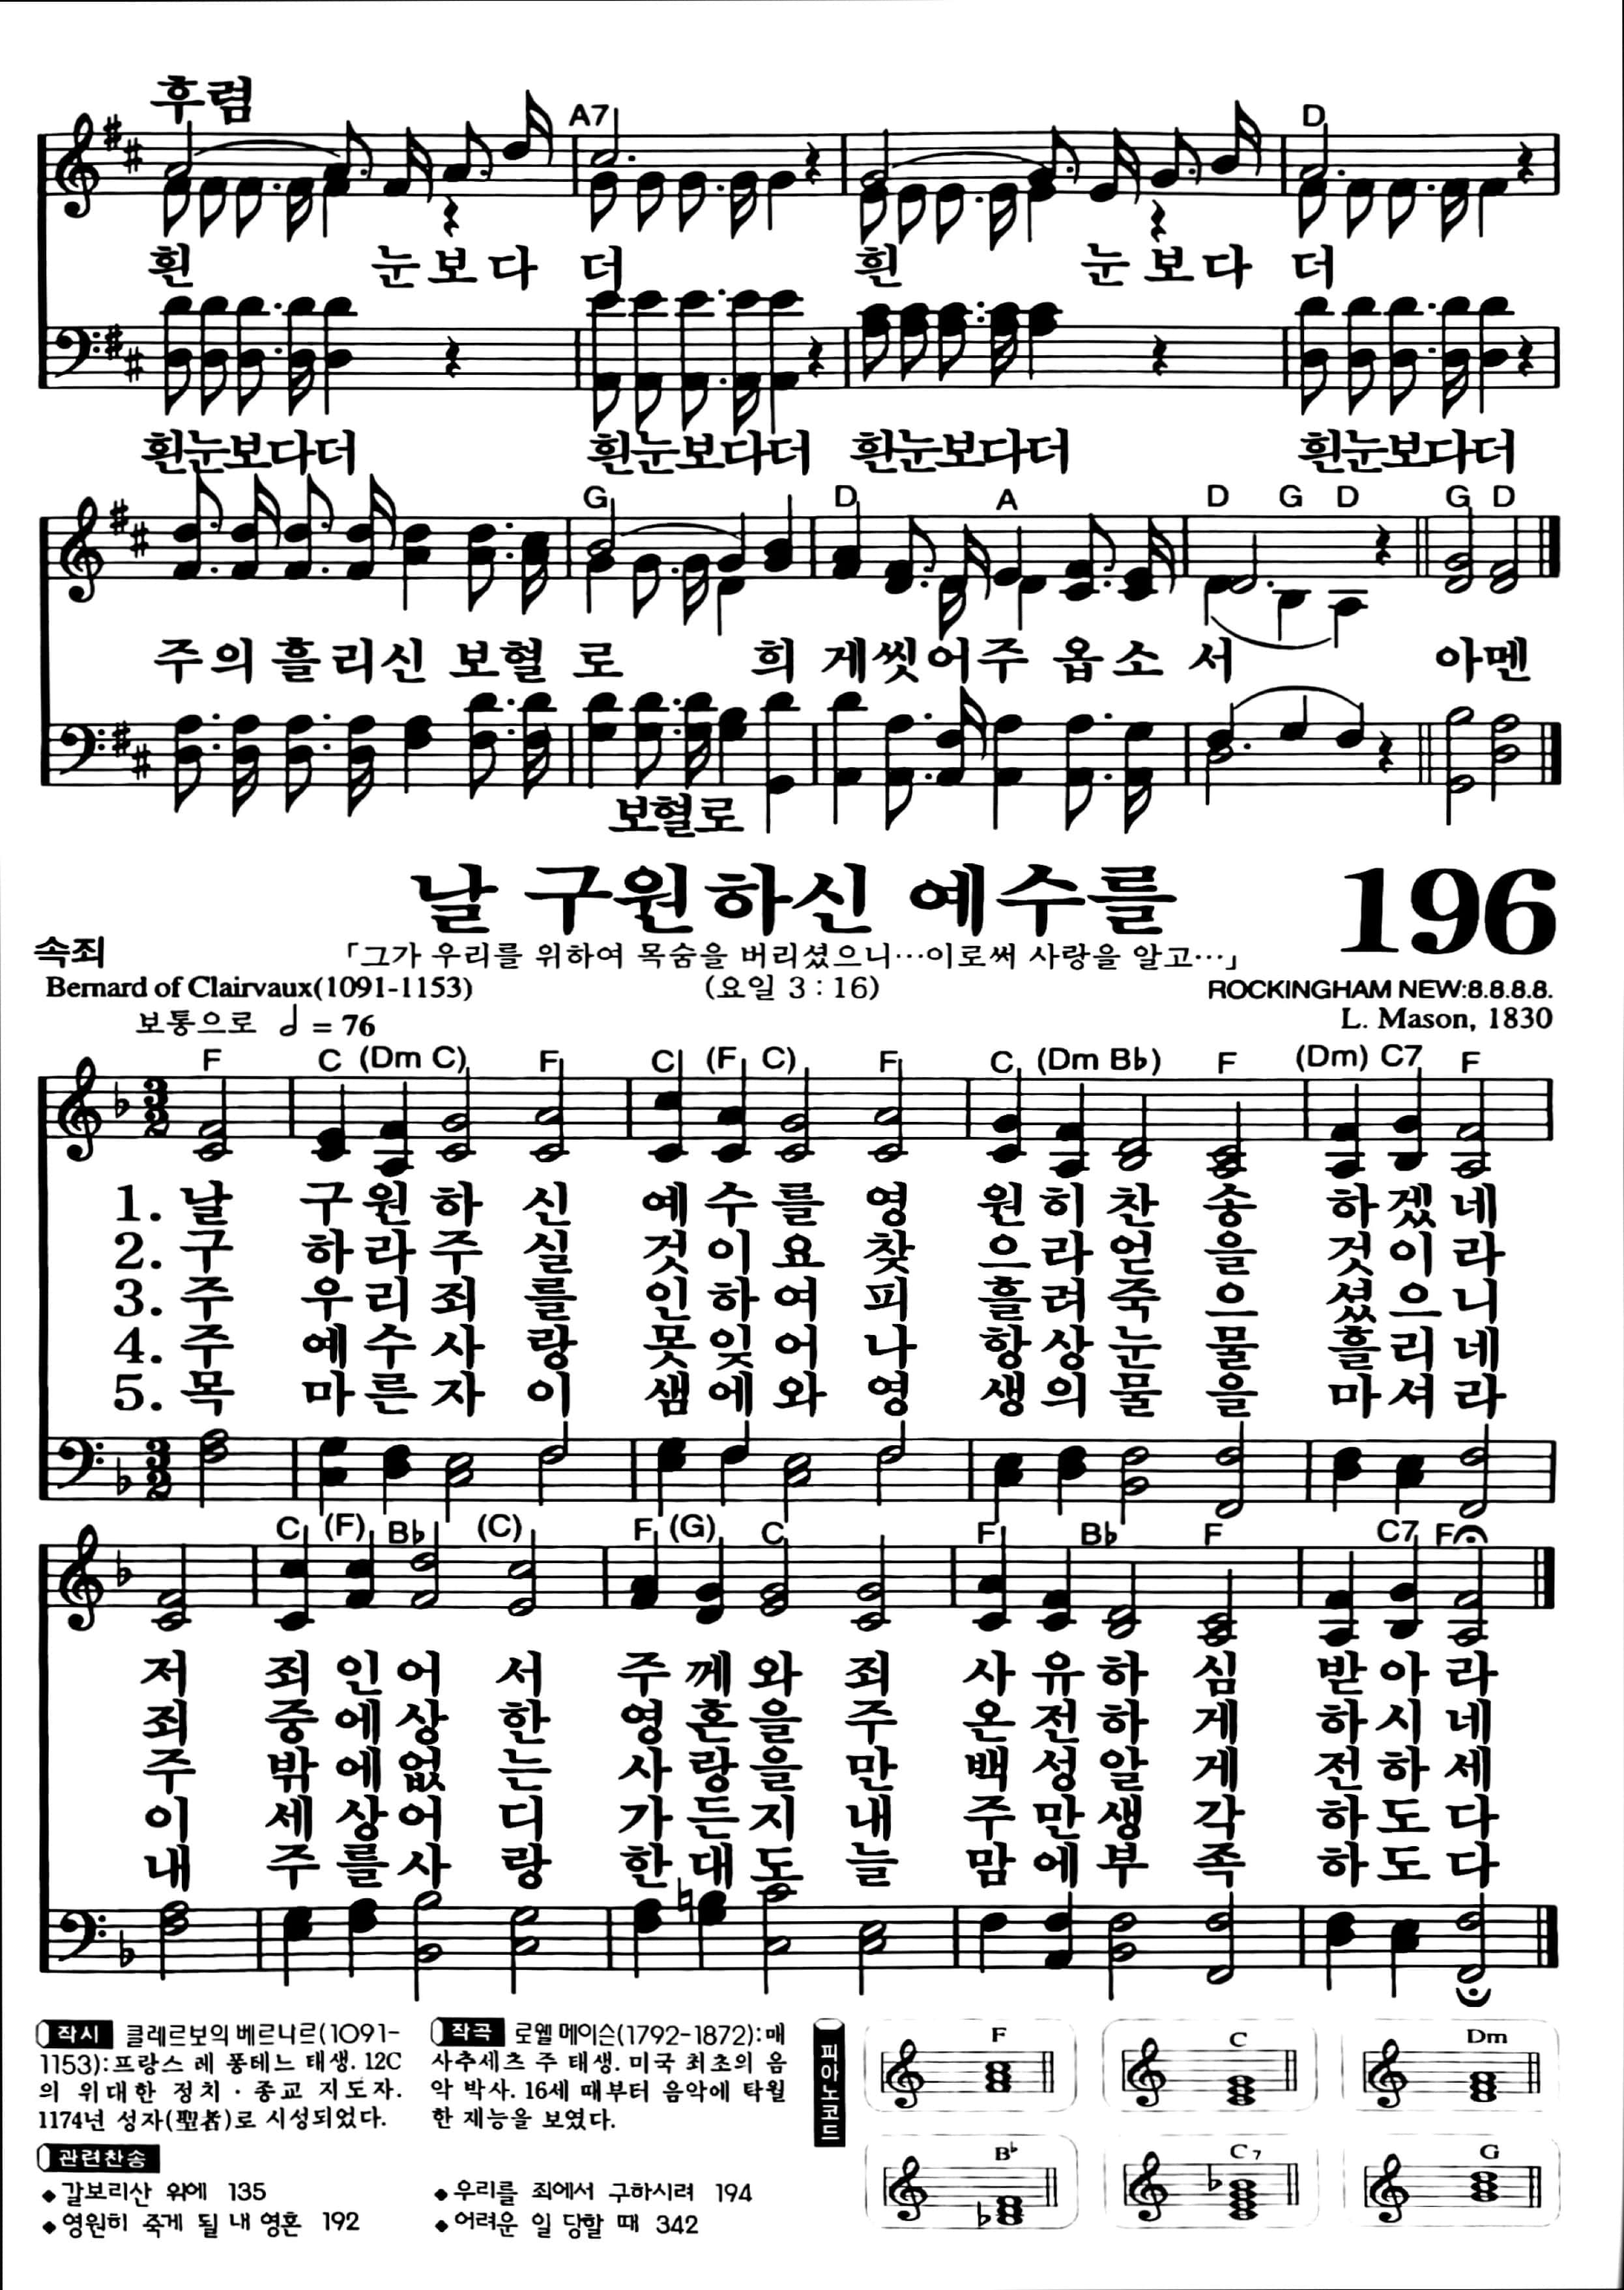 후렴
A7 D
흰 눈보다 더 흰 눈보다 더
흰눈보다더 흰눈보다더 흰눈보다더 흰눈보다더
G D A D G D G D
주의흘리신 보혈 로 희 게씻어주 옵소 서 아멘
보혈로
날 구원하신 예수를 196
속죄 「그가 우리를 위하여 목숨을 버리셨으니…이로써 사랑을 알고…」
Bernard of Clairvaux(1091-1153) (요일 3 : 16) ROCKINGHAM NEW:8.8.8.8.
보통으로 = 76 L. Mason, 1830
F C (Dm C) F C (F C) F C (Dm B♭) F (Dm) C7 F
3 2
1. 날 구원하 신 예수를 영 원히찬 송 하겠네
2. 구 하라주 실 것이요 찾 으라얻 을 것이라
3. 주 우리죄 를 인하여 피 흘려죽 으 셨으니
4. 주 예수사 랑 못잊어 나 항상눈 물 흘리네
5. 목 마른자 이 샘에와 영 생의물 을 마셔라
3 2
C (F) B♭ (C) F (G) C F B♭ F C7 F
저 죄인어 서 주께와 죄 사유하 심 받아라
죄 중에상 한 영혼을 주 온전하 게 하시네
주 밖에없 는 사랑을 만 백성알 게 전하세
이 세상어 디 가든지 내 주만생 각 하도다
내 주를사 랑 한대도 늘 맘에부 족 하도다
작시 클레르보의 베르나르(1091-
1153):프랑스 레 퐁테느 태생. 12C
의 위대한 정치 · 종교 지도자.
1174년 성자(聖者)로 시성되었다.
작곡 로웰 메이슨(1792-1872):매
사추세츠 주 태생. 미국 최초의 음
악 박사. 16세 때부터 음악에 탁월
한 재능을 보였다.
관련찬송
◆갈보리산 위에 135
◆영원히 죽게 될 내 영혼 192
◆우리를 죄에서 구하시려 194
◆어려운 일 당할 때 342
피아노코드
F C Dm
B♭ C7 G